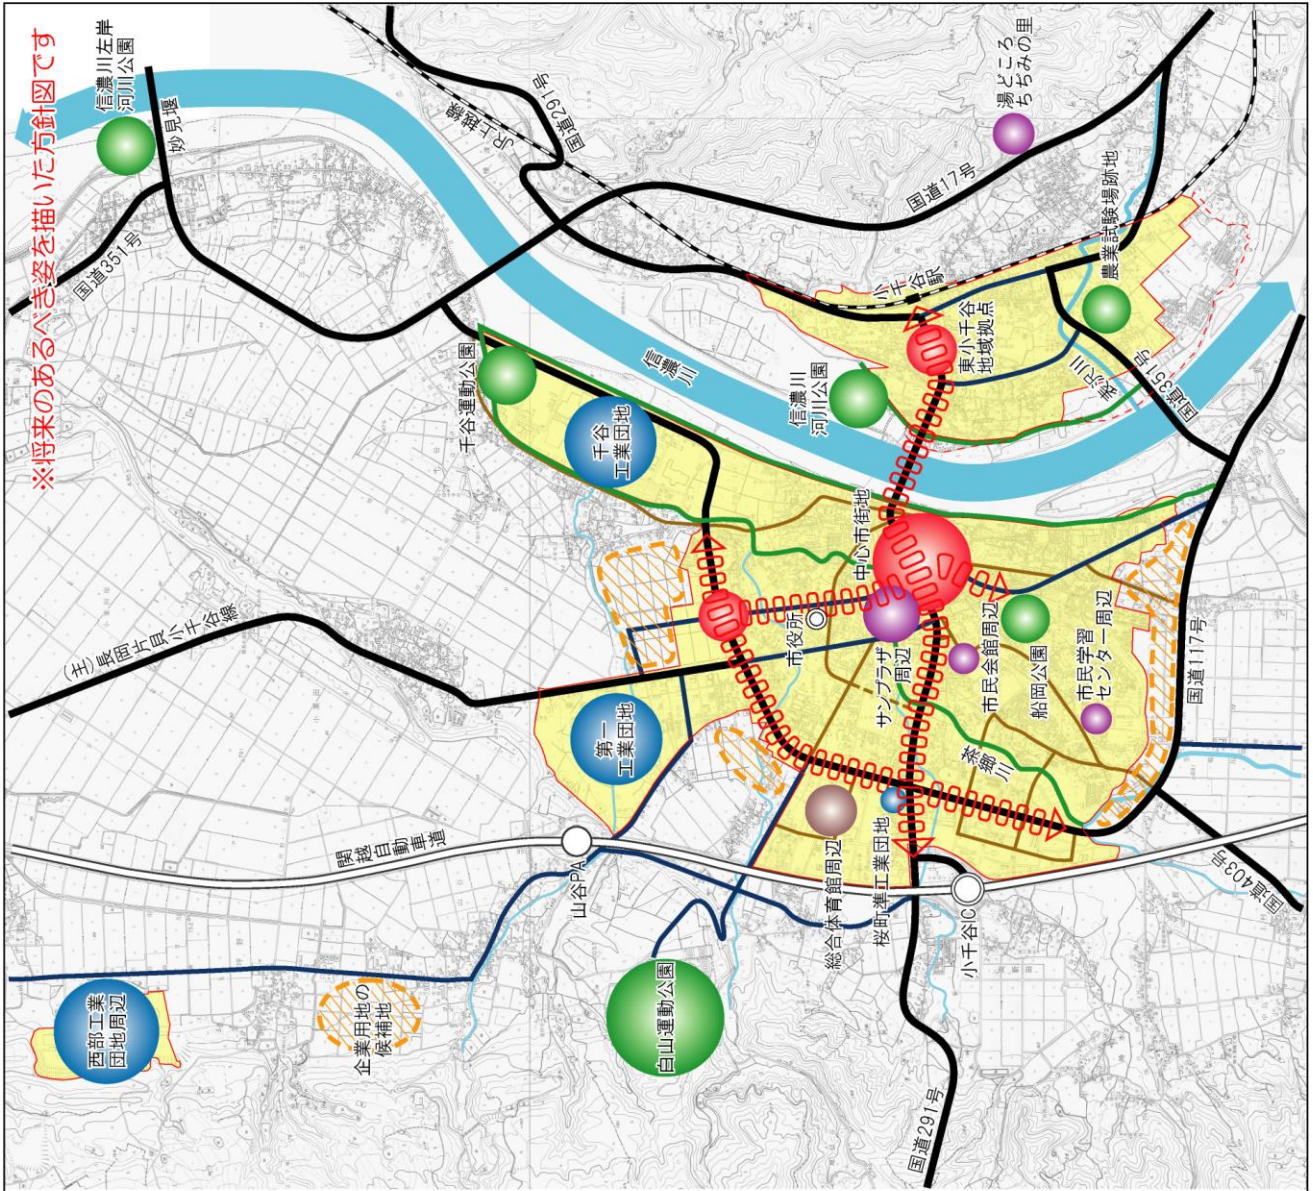 ※将来のあるべき姿を描いた方針図です
信濃川左岸
河川公園
妙見堰
国道351号
JR上越線
国道291号
湯どころ
ちぢみの里
国道17号
農業試験場跡地
小千谷駅
東小千谷
地域拠点
信濃川
信濃川
河川公園
茶沢川
国道351号
千谷運動公園
千谷
工業団地
中心市街地
(主)長岡片貝小千谷線
市役所
サンプラザ
周辺
市民会館周辺
船岡公園
市民学習
センター周辺
国道117号
茶郷川
第一
工業団地
関越自動車道
山谷PA
総合体育館周辺
桜町準工業団地
小千谷IC
国道403号
西部工業
団地周辺
企業用地の
候補地
白山運動公園
国道291号